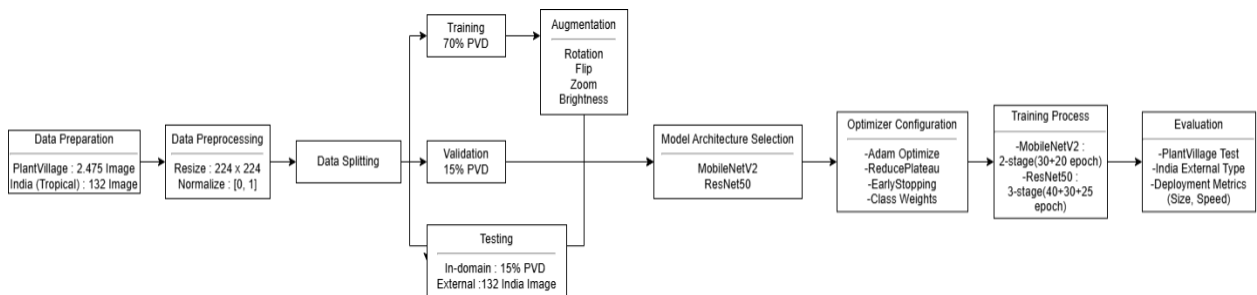 Data Preparation
PlantVillage : 2.475 Image
India (Tropical) : 132 Image
Data Preprocessing
Resize : 224 x 224
Normalize : [0, 1]
Data Splitting
Training
70% PVD
Augmentation
Rotation
Flip
Zoom
Brightness
Validation
15% PVD
Testing
In-domain : 15% PVD
External :132 India Image
Model Architecture Selection
MobileNetV2
ResNet50
Optimizer Configuration
-Adam Optimize
-ReducePlateau
-EarlyStopping
-Class Weights
Training Process
-MobileNetV2 :
2-stage(30+20 epoch)
-ResNet50 :
3-stage(40+30+25
epoch)
Evaluation
-PlantVillage Test
-India External Type
-Deployment Metrics
(Size, Speed)